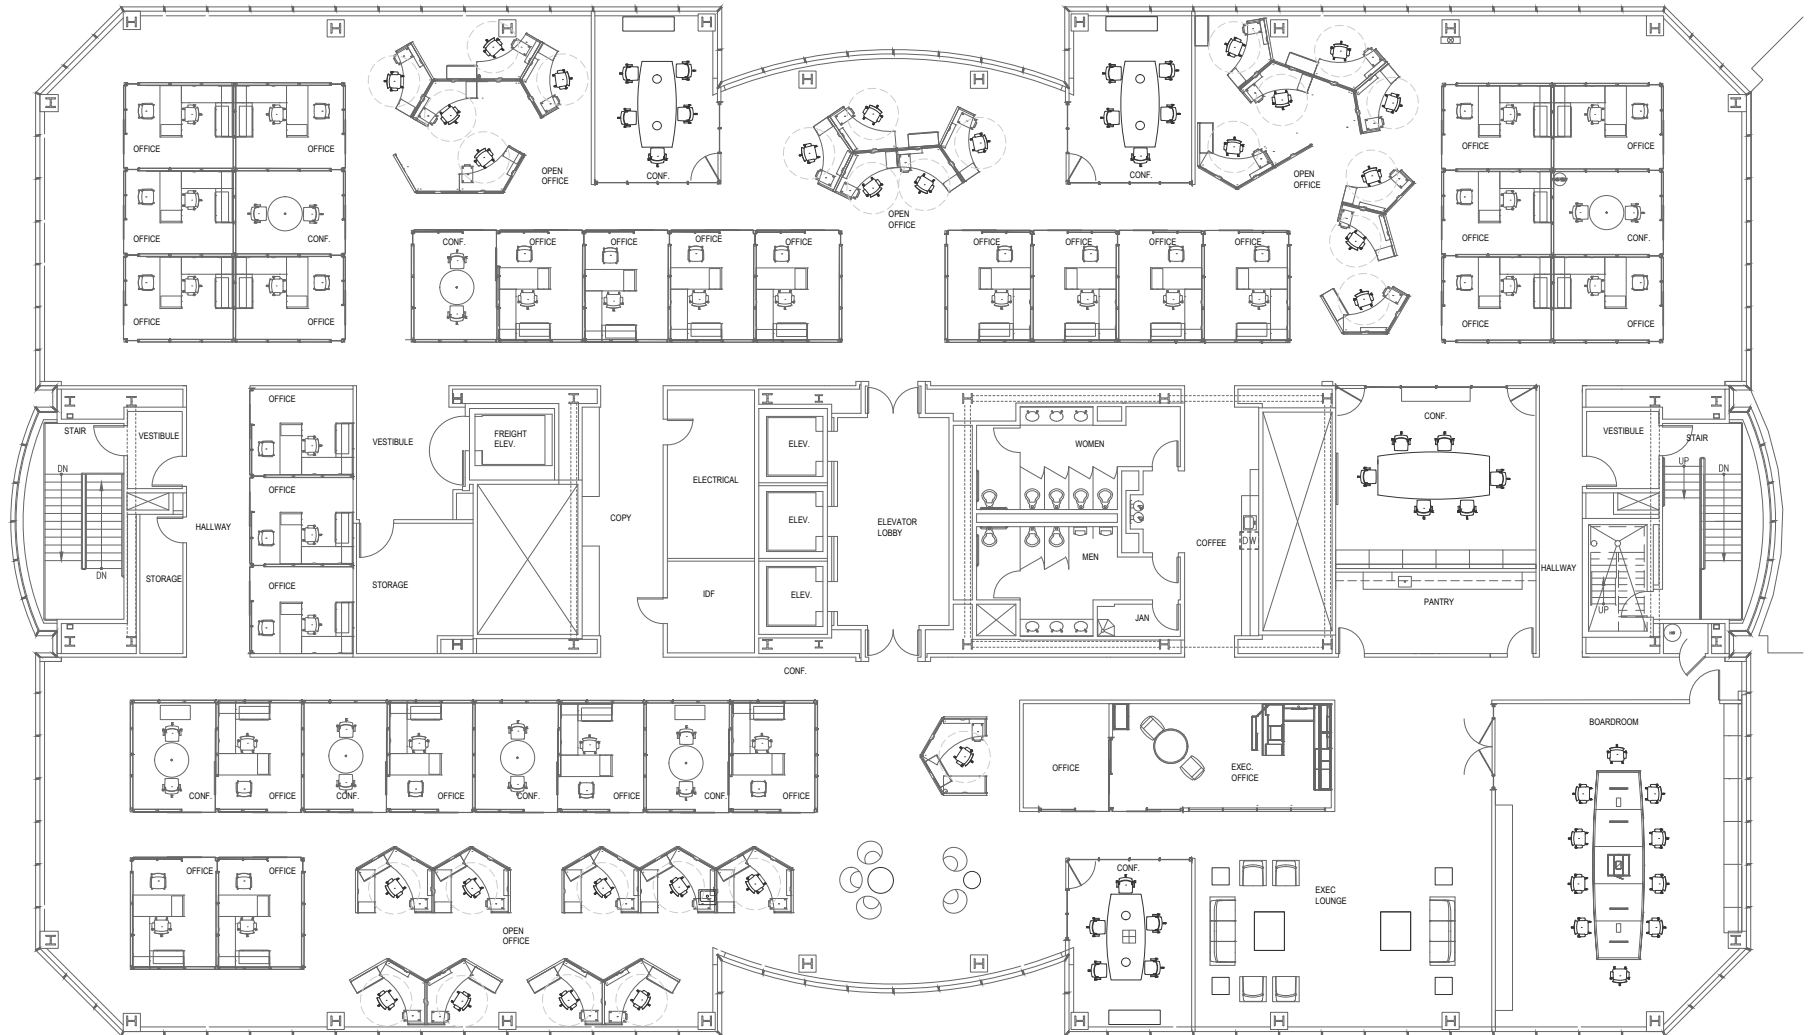 OFFICE
OFFICE
OPEN
OFFICE
CONF.
OPEN
OFFICE
CONF.
OPEN
OFFICE
OFFICE
OFFICE
OFFICE
CONF.
OFFICE
CONF.
OFFICE
OFFICE
CONF.
OFFICE
OFFICE
OFFICE
OFFICE
OFFICE
OFFICE
OFFICE
OFFICE
OFFICE
OFFICE
STAIR
VESTIBULE
DN
DN
HALLWAY
STORAGE
OFFICE
OFFICE
OFFICE
VESTIBULE
FREIGHT
ELEV.
STORAGE
COPY
ELECTRICAL
IDF
ELEV.
ELEV.
ELEV.
ELEVATOR
LOBBY
WOMEN
MEN
JAN
COFFEE
DW
CONF.
PANTRY
HALLWAY
VESTIBULE
STAIR
UP
DN
UP
HW
CONF.
CONF.
OFFICE
CONF.
OFFICE
CONF.
OFFICE
CONF.
OFFICE
OFFICE
EXEC.
OFFICE
BOARDROOM
OFFICE
OFFICE
OPEN
OFFICE
CONF.
EXEC
LOUNGE